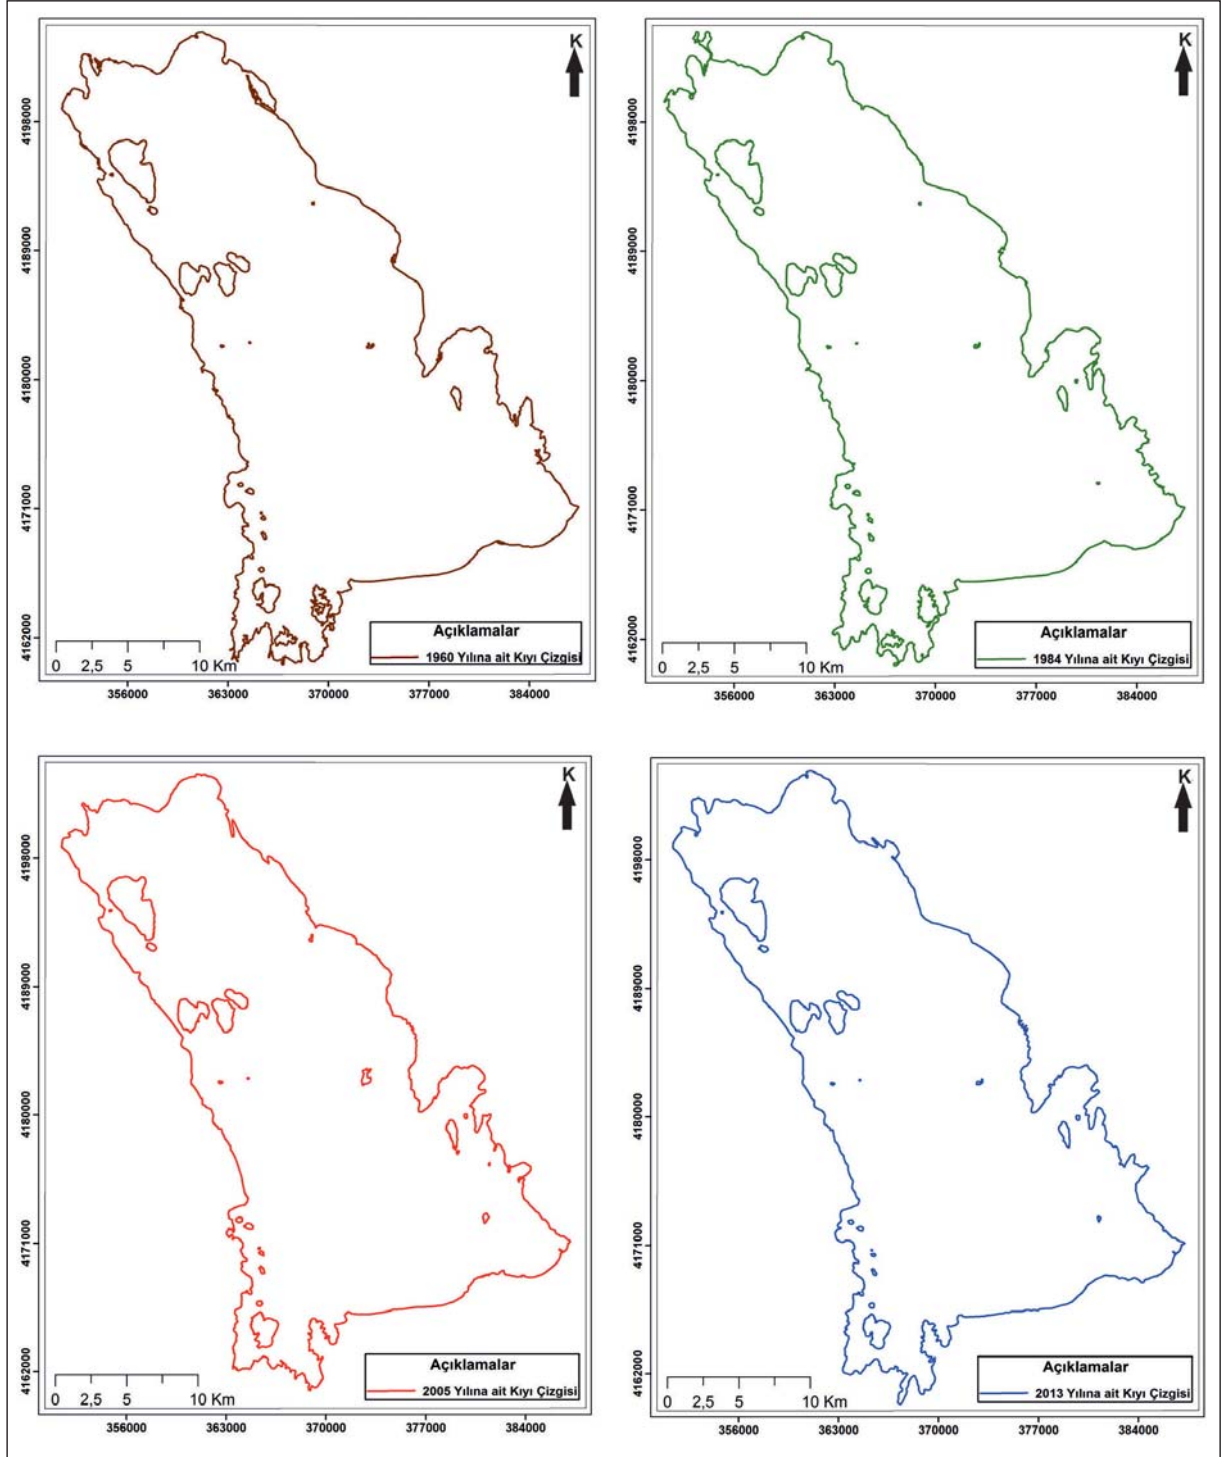 K
4198000
4189000
4180000
4171000
4162000
Açıklamalar
1960 Yılına ait Kıyı Çizgisi
0 2,5 5 10 Km
356000 363000 370000 377000 384000
K
4198000
4189000
4180000
4171000
4162000
Açıklamalar
1984 Yılına ait Kıyı Çizgisi
0 2,5 5 10 Km
356000 363000 370000 377000 384000
K
4198000
4189000
4180000
4171000
4162000
Açıklamalar
2005 Yılına ait Kıyı Çizgisi
0 2,5 5 10 Km
356000 363000 370000 377000 384000
K
4198000
4189000
4180000
4171000
4162000
Açıklamalar
2013 Yılına ait Kıyı Çizgisi
0 2,5 5 10 Km
356000 363000 370000 377000 384000